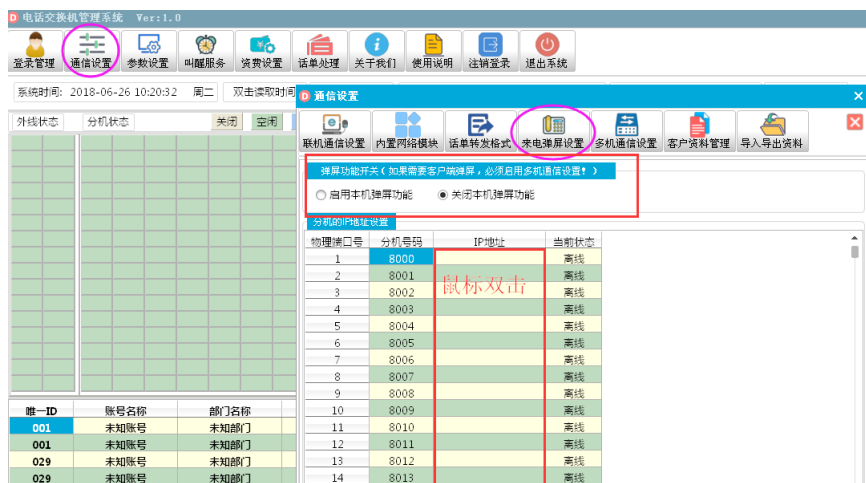 电话交换机管理系统 Ver:1.0
登录管理 通信设置 参数设置 叫醒服务 资费设置 话单处理 关于我们 使用说明 注销登录 退出系统
系统时间: 2018-06-26 10:20:32 周二 双击读取时间
外线状态 分机状态 关闭 空闲
唯一ID 账号名称 部门名称
001 未知账号 未知部门
001 未知账号 未知部门
029 未知账号 未知部门
029 未知账号 未知部门
通信设置
联机通信设置 内置网络模块 话单转发格式 来电弹屏设置 多机通信设置 客户资料管理 导入导出资料
弹屏功能开关(如果需要客户端弹屏，必须启用多机通信设置！)
启用本机弹屏功能 关闭本机弹屏功能
分机的IP地址设置
物理端口号 分机号码 IP地址 当前状态
1 8000 离线
2 8001 离线
鼠标双击
3 8002 离线
4 8003 离线
5 8004 离线
6 8005 离线
7 8006 离线
8 8007 离线
9 8008 离线
10 8009 离线
11 8010 离线
12 8011 离线
13 8012 离线
14 8013 离线